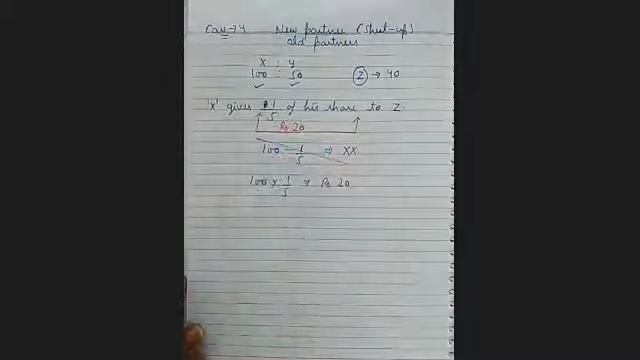 Case → 4 New partner (Shut-up)
old partners
X : Y
100 : 50 Z → 40
'X' gives 1/5 of his share to Z.
Rs 20
100 - 1/5 ⇒ XX
100 x 1/5 → Rs 20